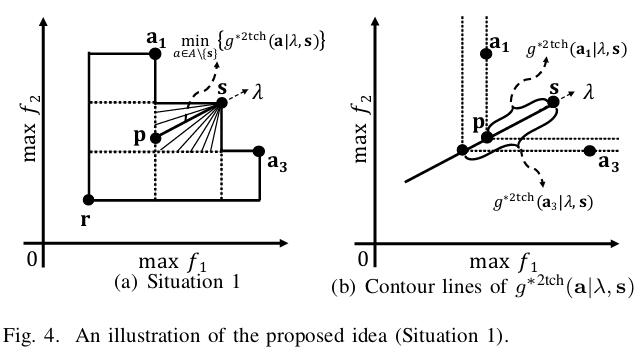 a₁
min
a∈A\{s}
{g*2tch(a|λ, s)}
s
λ
p
a₃
r
max f₂
0
max f₁
(a) Situation 1
a₁
g*2tch(a₁|λ, s)
s
λ
p
a₃
g*2tch(a₃|λ, s)
max f₂
0
max f₁
(b) Contour lines of g*2tch(a|λ, s)
Fig. 4. An illustration of the proposed idea (Situation 1).